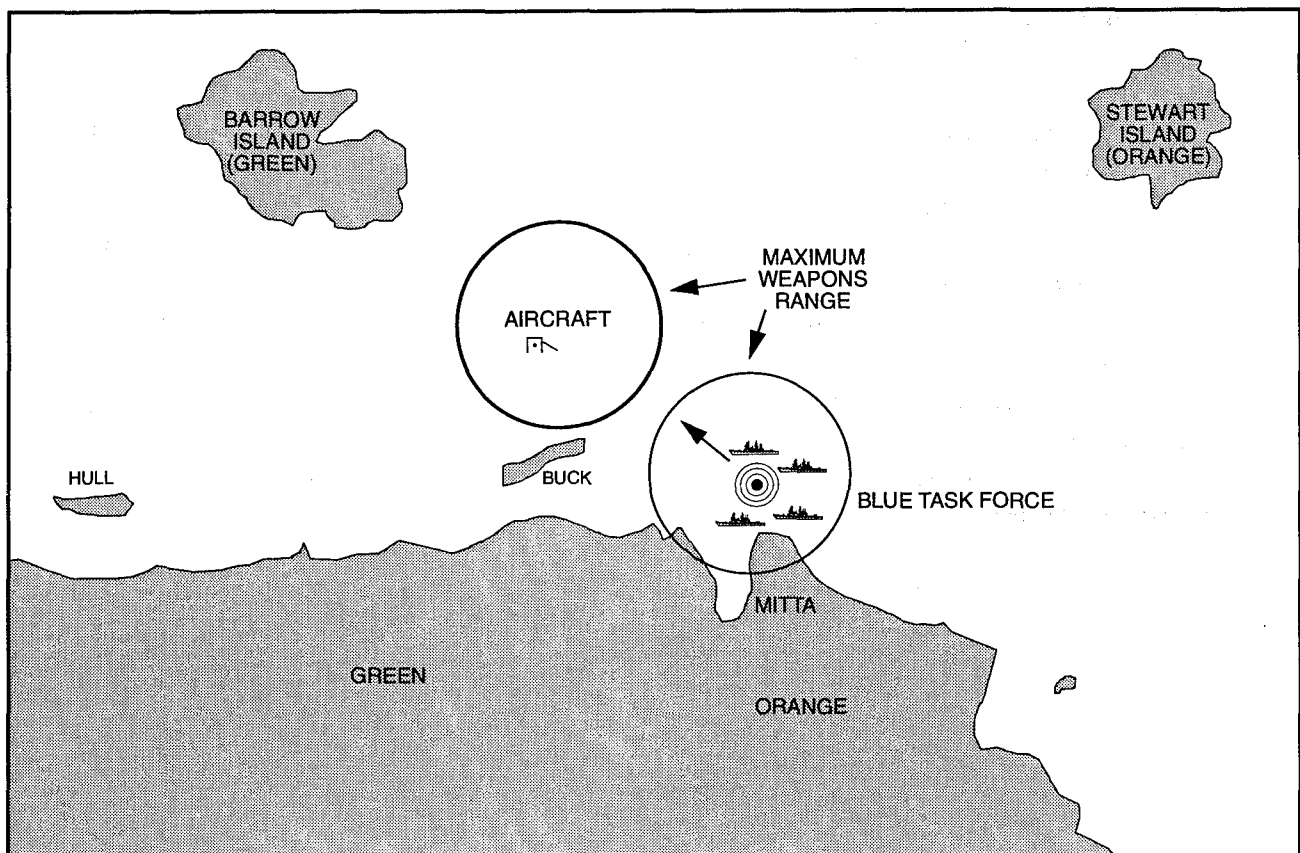 BARROW
ISLAND
(GREEN)
STEWART
ISLAND
(ORANGE)
MAXIMUM
WEAPONS
RANGE
AIRCRAFT
HULL
BUCK
BLUE TASK FORCE
MITTA
GREEN
ORANGE